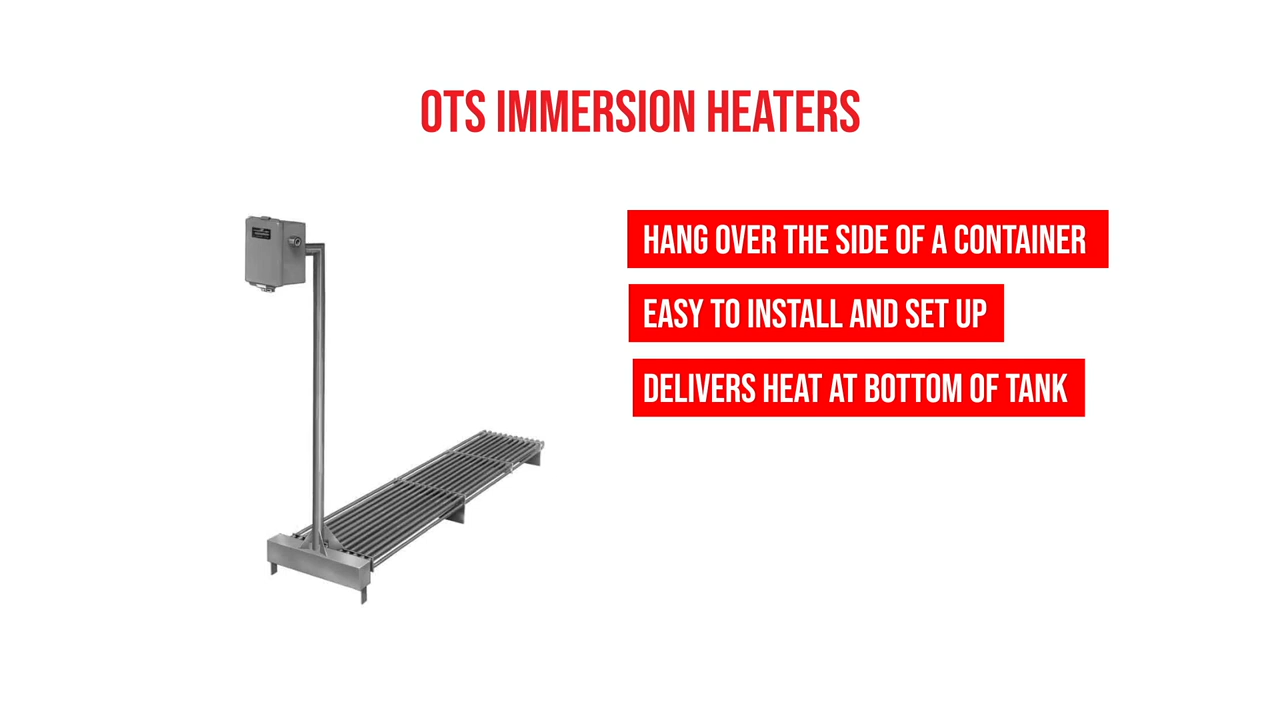 OTS IMMERSION HEATERS
HANG OVER THE SIDE OF A CONTAINER
EASY TO INSTALL AND SET UP
DELIVERS HEAT AT BOTTOM OF TANK